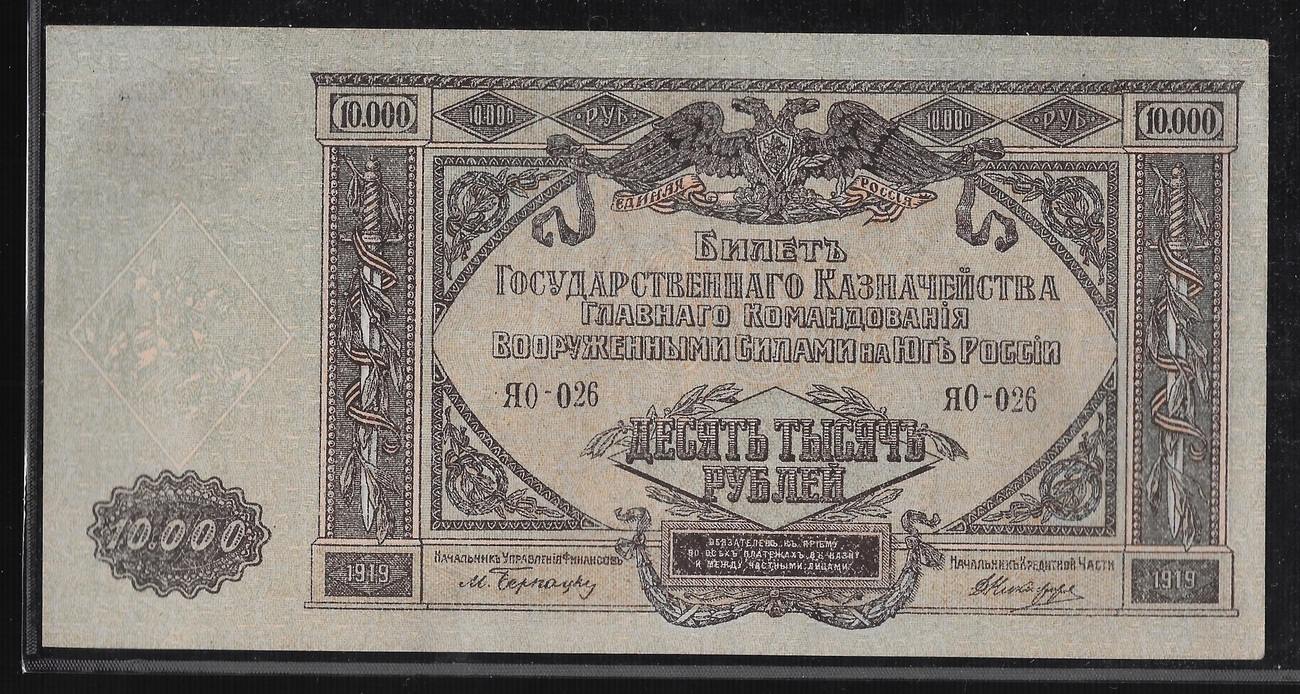 10.000
10.000
РУБ.
10.000
РУБ.
10.000
ЕДИНАЯ РОССІЯ
БИЛЕТЪ
ГОСУДАРСТВЕННАГО КАЗНАЧЕЙСТВА
ГЛАВНАГО КОМАНДОВАНІЯ
ВООРУЖЕННЫМИ СИЛАМИ НА ЮГѢ РОССІИ
ЯО-026
ЯО-026
ДЕСЯТЬ ТЫСЯЧЪ
РУБЛЕЙ
10.000
ОБЯЗАТЕЛЕНЪ КЪ ПРІЕМУ
ПО ВСѢХЪ ПЛАТЕЖАХЪ ВЪ КАЗНУ
И МЕЖДУ ЧАСТНЫМИ ЛИЦАМИ
НАЧАЛЬНИКЪ УПРАВЛЕНІЯ ФИНАНСОВЪ
М. Бернацкій
НАЧАЛЬНИКЪ КРЕДИТНОЙ ЧАСТИ
1919
1919